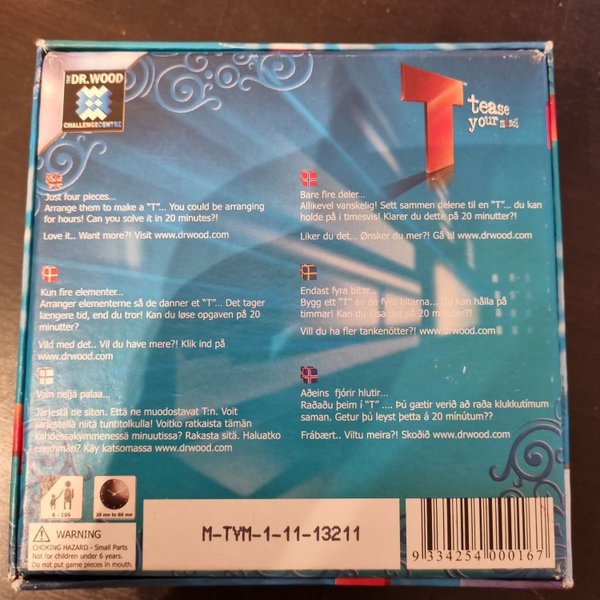 THE DR. WOOD
CHALLENGECENTRE
T
tease
your mind
Just four pieces...
Arrange them to make a "T"... You could be arranging
for hours! Can you solve it in 20 minutes?!
Love it.. Want more?! Visit www.drwood.com
Bare fire deler...
Allikevel vanskelig! Sett sammen delene til en "T"... du kan
holde på i timesvis! Klarer du dette på 20 minutter?!
Liker du det... Ønsker du mer?! Gå til www.drwood.com
Kun fire elementer...
Arranger elementerne så de danner et "T"... Det tager
længere tid, end du tror! Kan du løse opgaven på 20
minutter?
Vild med det.. Vil du have mere?! Klik ind på
www.drwood.com
Endast fyra bitar...
Bygg ett "T" av de fyra bitarna... Du kan hålla på
timmar! Kan du lösa det på 20 minuter?!
Vill du ha fler tankenötter?! www.drwood.com
Vain neljä palaa...
Järjestä ne siten. Että ne muodostavat T:n. Voit
järjestellä niitä tuntitolkulla! Voitko ratkaista tämän
kahdessakymmenessä minuutissa? Rakasta sitä. Haluatko
enemmän? Käy katsomassa www.drwood.com
Aðeins fjórir hlutir...
Raðaðu þeim í "T" .... Þú gætir verið að raða klukkutímum
saman. Getur þú leyst þetta á 20 mínútum??
Frábært.. Viltu meira?! Skoðið www.drwood.com
6 - 106
20 mn to 60 mn
WARNING
CHOKING HAZARD - Small Parts
Not for children under 6 years.
Do not put game pieces in mouth.
M-TYM-1-11-13211
9 334254 000167